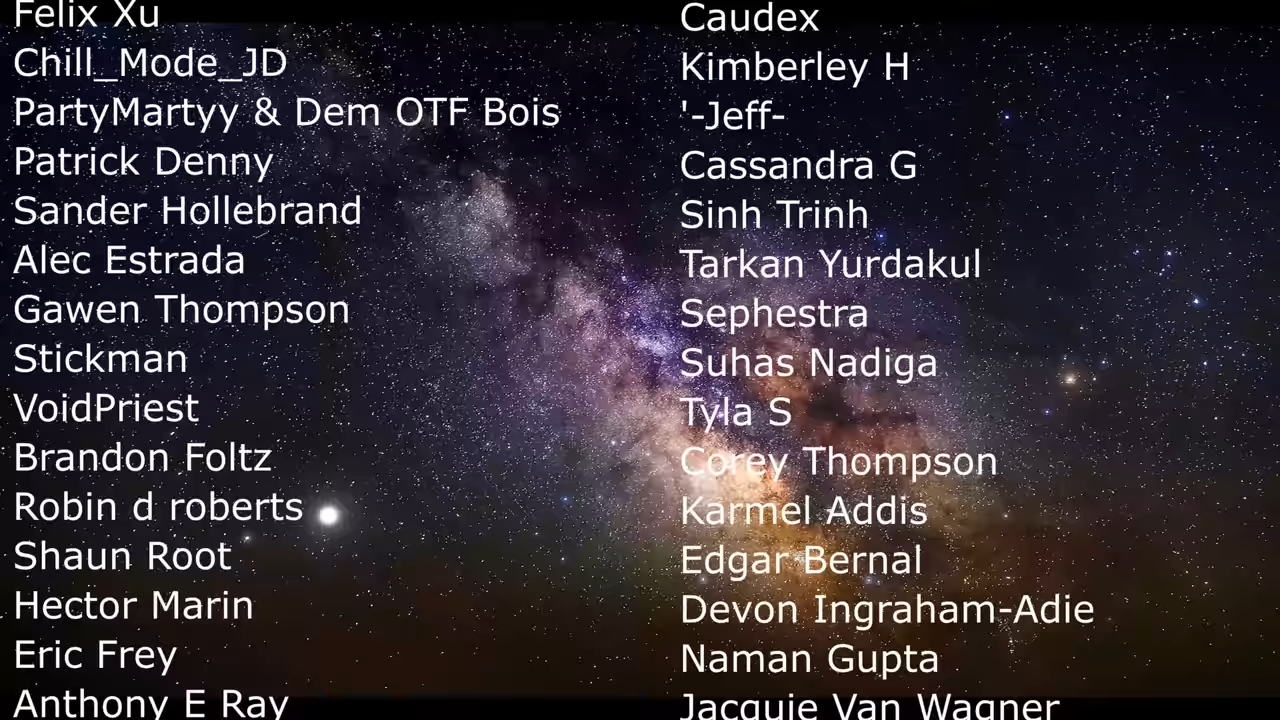 Felix Xu
Chill_Mode_JD
PartyMartyy & Dem OTF Bois
Patrick Denny
Sander Hollebrand
Alec Estrada
Gawen Thompson
Stickman
VoidPriest
Brandon Foltz
Robin d roberts
Shaun Root
Hector Marin
Eric Frey
Anthony E Ray
Caudex
Kimberley H
'-Jeff-
Cassandra G
Sinh Trinh
Tarkan Yurdakul
Sephestra
Suhas Nadiga
Tyla S
Corey Thompson
Karmel Addis
Edgar Bernal
Devon Ingraham-Adie
Naman Gupta
Jacquie Van Wagner